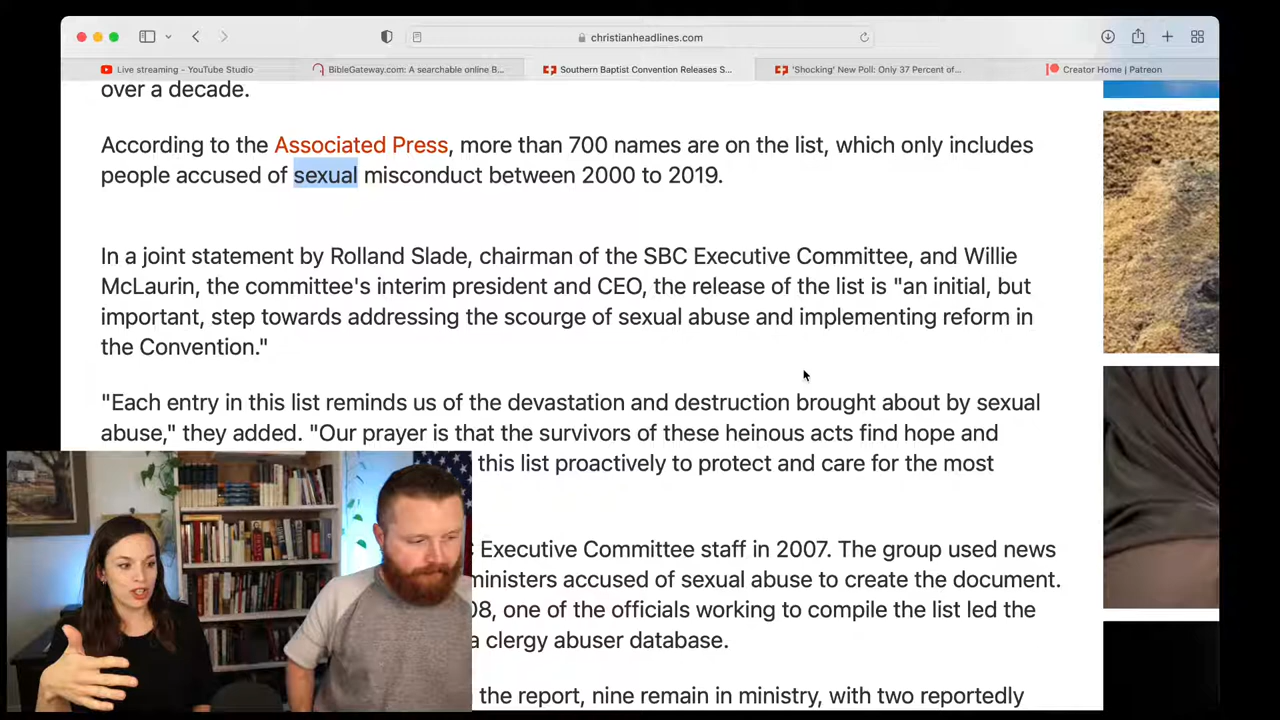 christianheadlines.com
Live streaming - YouTube Studio
BibleGateway.com: A searchable online B...
Southern Baptist Convention Releases S...
'Shocking' New Poll: Only 37 Percent of...
Creator Home | Patreon
over a decade.
According to the Associated Press, more than 700 names are on the list, which only includes
people accused of sexual misconduct between 2000 to 2019.
In a joint statement by Rolland Slade, chairman of the SBC Executive Committee, and Willie
McLaurin, the committee's interim president and CEO, the release of the list is "an initial, but
important, step towards addressing the scourge of sexual abuse and implementing reform in
the Convention."
"Each entry in this list reminds us of the devastation and destruction brought about by sexual
abuse," they added. "Our prayer is that the survivors of these heinous acts find hope and
this list proactively to protect and care for the most
Executive Committee staff in 2007. The group used news
ministers accused of sexual abuse to create the document.
08, one of the officials working to compile the list led the
a clergy abuser database.
the report, nine remain in ministry, with two reportedly